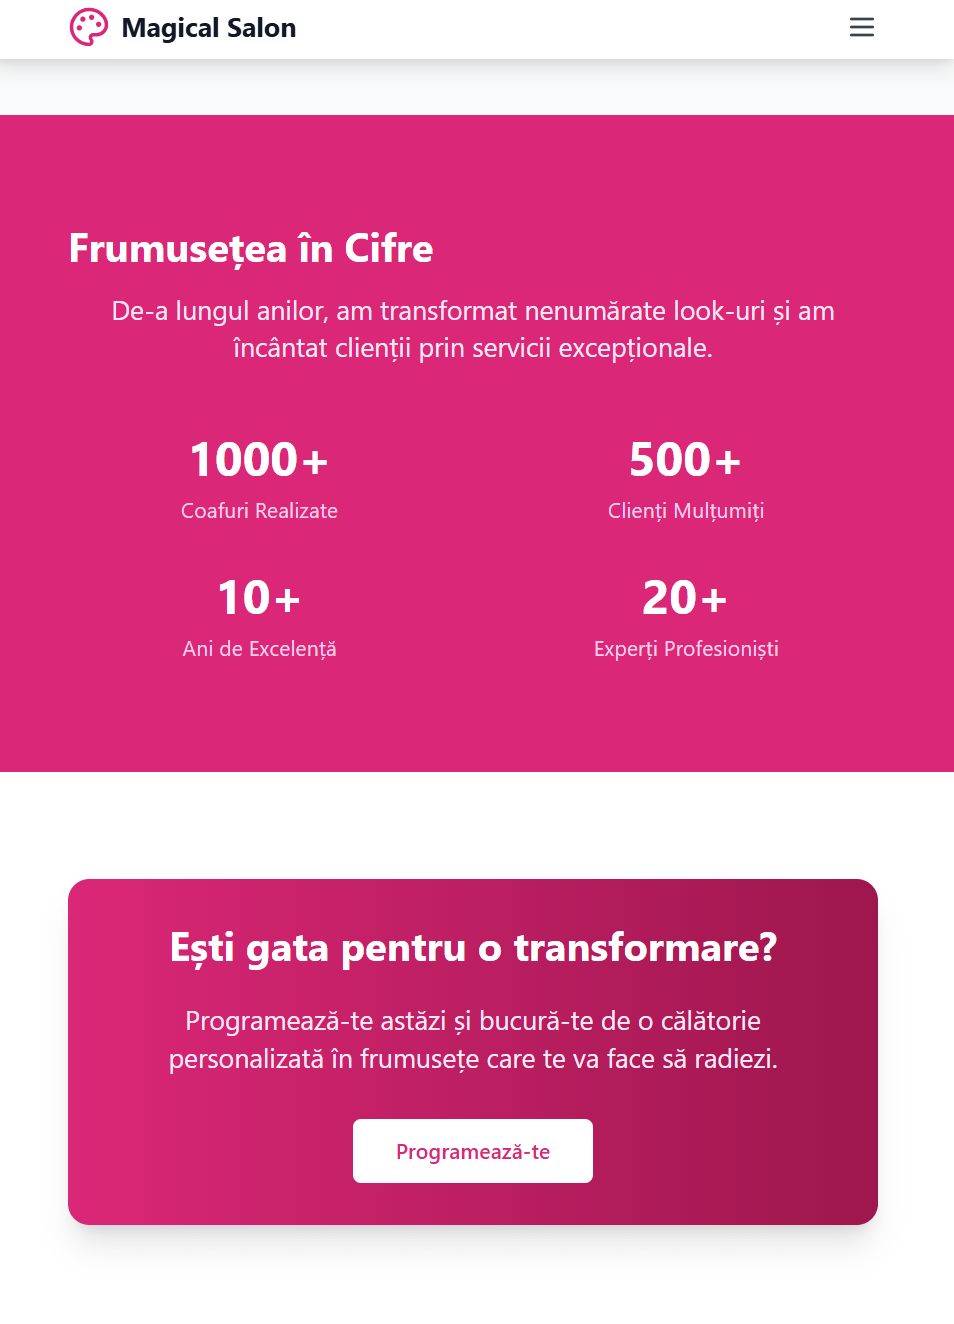 Magical Salon
Frumusețea în Cifre
De-a lungul anilor, am transformat nenumărate look-uri și am
încântat clienții prin servicii excepționale.
1000+
500+
Coafuri Realizate
Clienți Mulțumiți
10+
20+
Ani de Excelență
Experți Profesioniști
Ești gata pentru o transformare?
Programează-te astăzi și bucură-te de o călătorie
personalizată în frumusețe care te va face să radiezi.
Programează-te